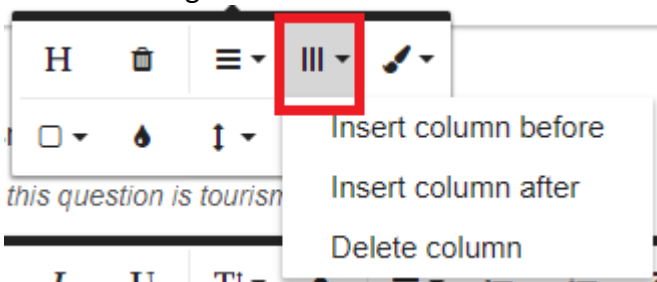 H
Insert column before
this question is tourism
Insert column after
Delete column